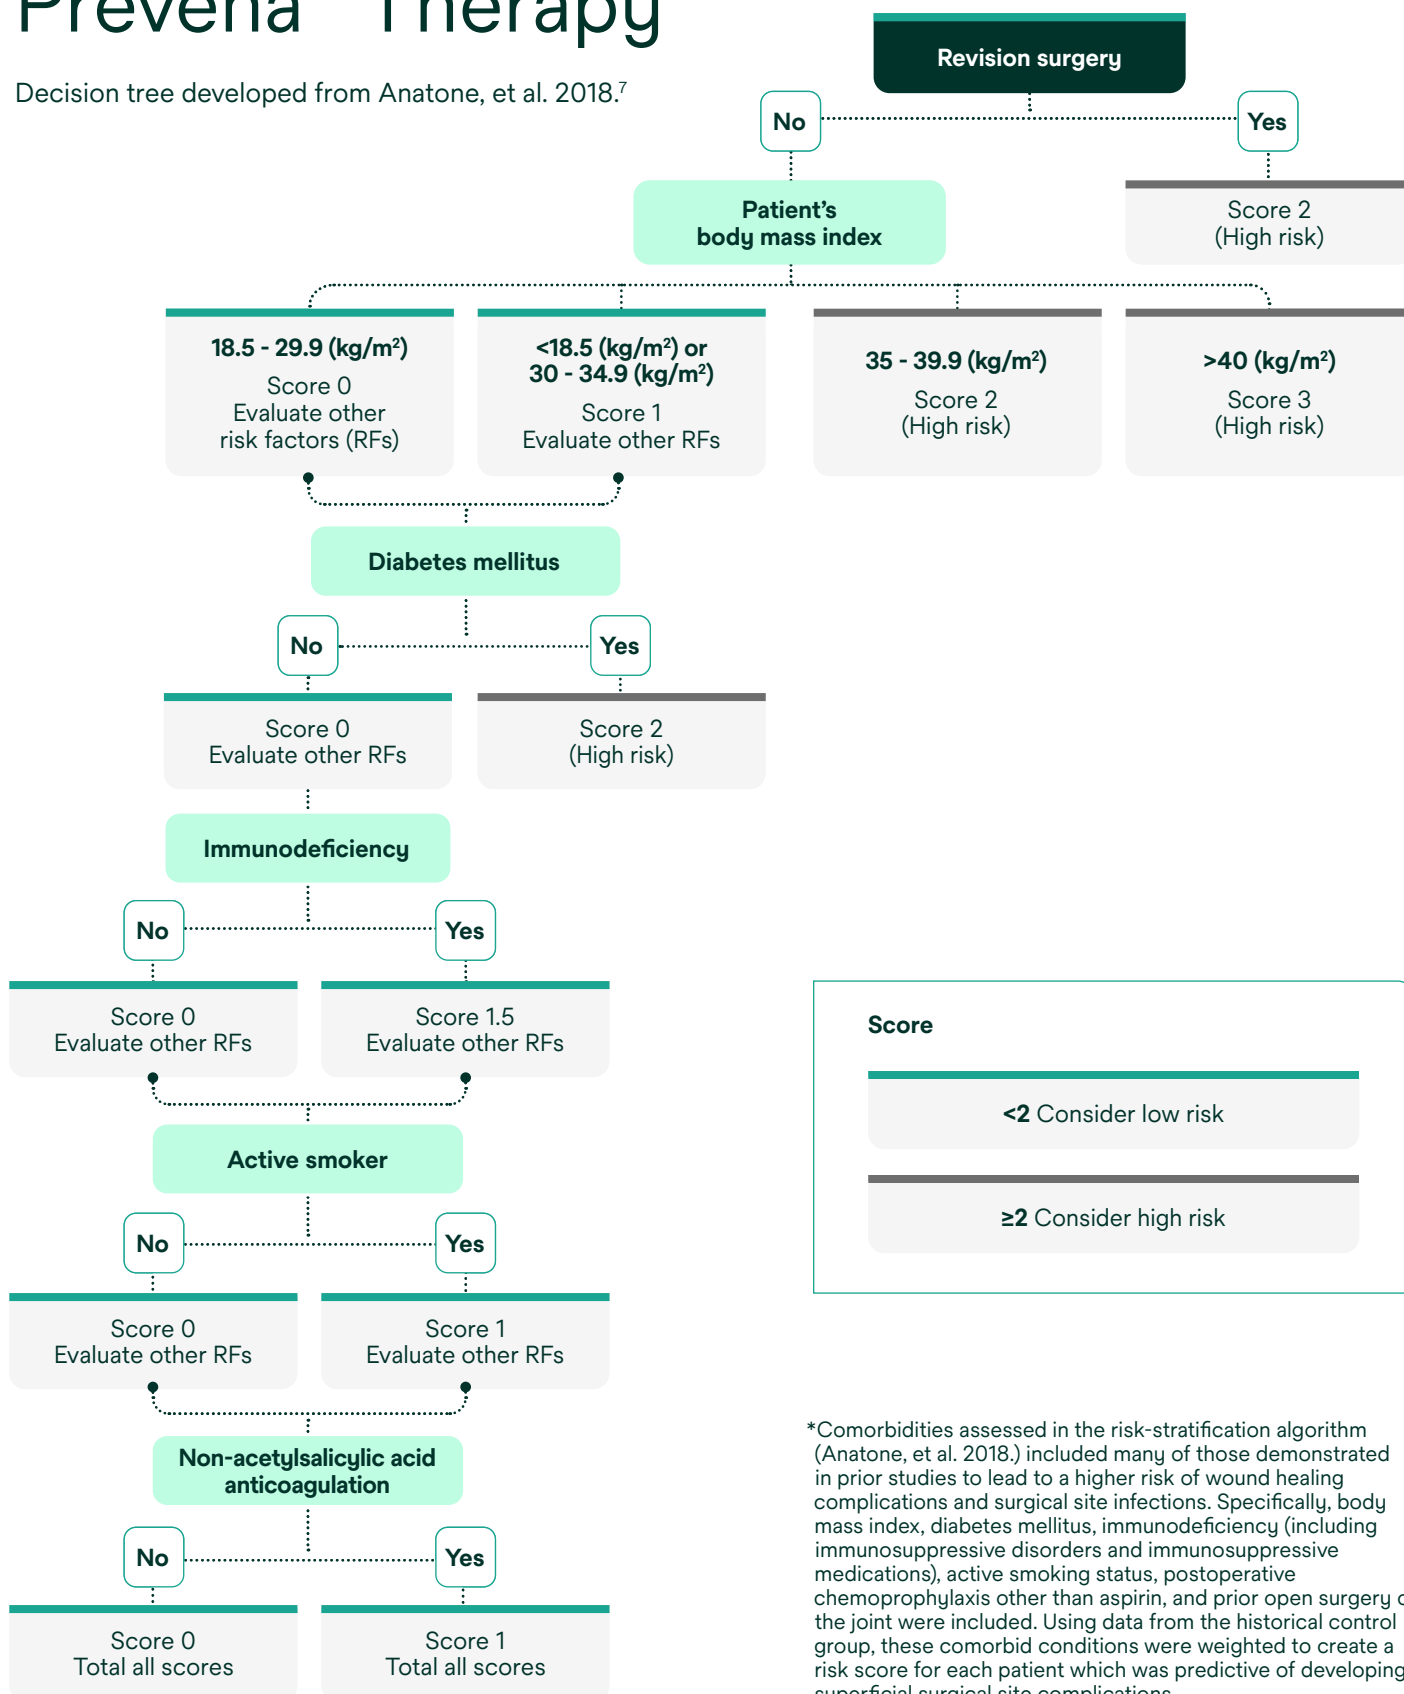 Prevena Therapy
Decision tree developed from Anatone, et al. 2018.7
Revision surgery
No
Yes
Patient's
body mass index
Score 2
(High risk)
18.5 - 29.9 (kg/m²)
Score 0
Evaluate other
risk factors (RFs)
<18.5 (kg/m²) or
30 - 34.9 (kg/m²)
Score 1
Evaluate other RFs
35 - 39.9 (kg/m²)
Score 2
(High risk)
>40 (kg/m²)
Score 3
(High risk)
Diabetes mellitus
No
Yes
Score 0
Evaluate other RFs
Score 2
(High risk)
Immunodeficiency
No
Yes
Score 0
Evaluate other RFs
Score 1.5
Evaluate other RFs
Active smoker
No
Yes
Score 0
Evaluate other RFs
Score 1
Evaluate other RFs
Non-acetylsalicylic acid
anticoagulation
No
Yes
Score 0
Total all scores
Score 1
Total all scores
Score
<2 Consider low risk
≥2 Consider high risk
*Comorbidities assessed in the risk-stratification algorithm
(Anatone, et al. 2018.) included many of those demonstrated
in prior studies to lead to a higher risk of wound healing
complications and surgical site infections. Specifically, body
mass index, diabetes mellitus, immunodeficiency (including
immunosuppressive disorders and immunosuppressive
medications), active smoking status, postoperative
chemoprophylaxis other than aspirin, and prior open surgery
the joint were included. Using data from the historical control
group, these comorbid conditions were weighted to create a
risk score for each patient which was predictive of developing
superficial surgical site complications